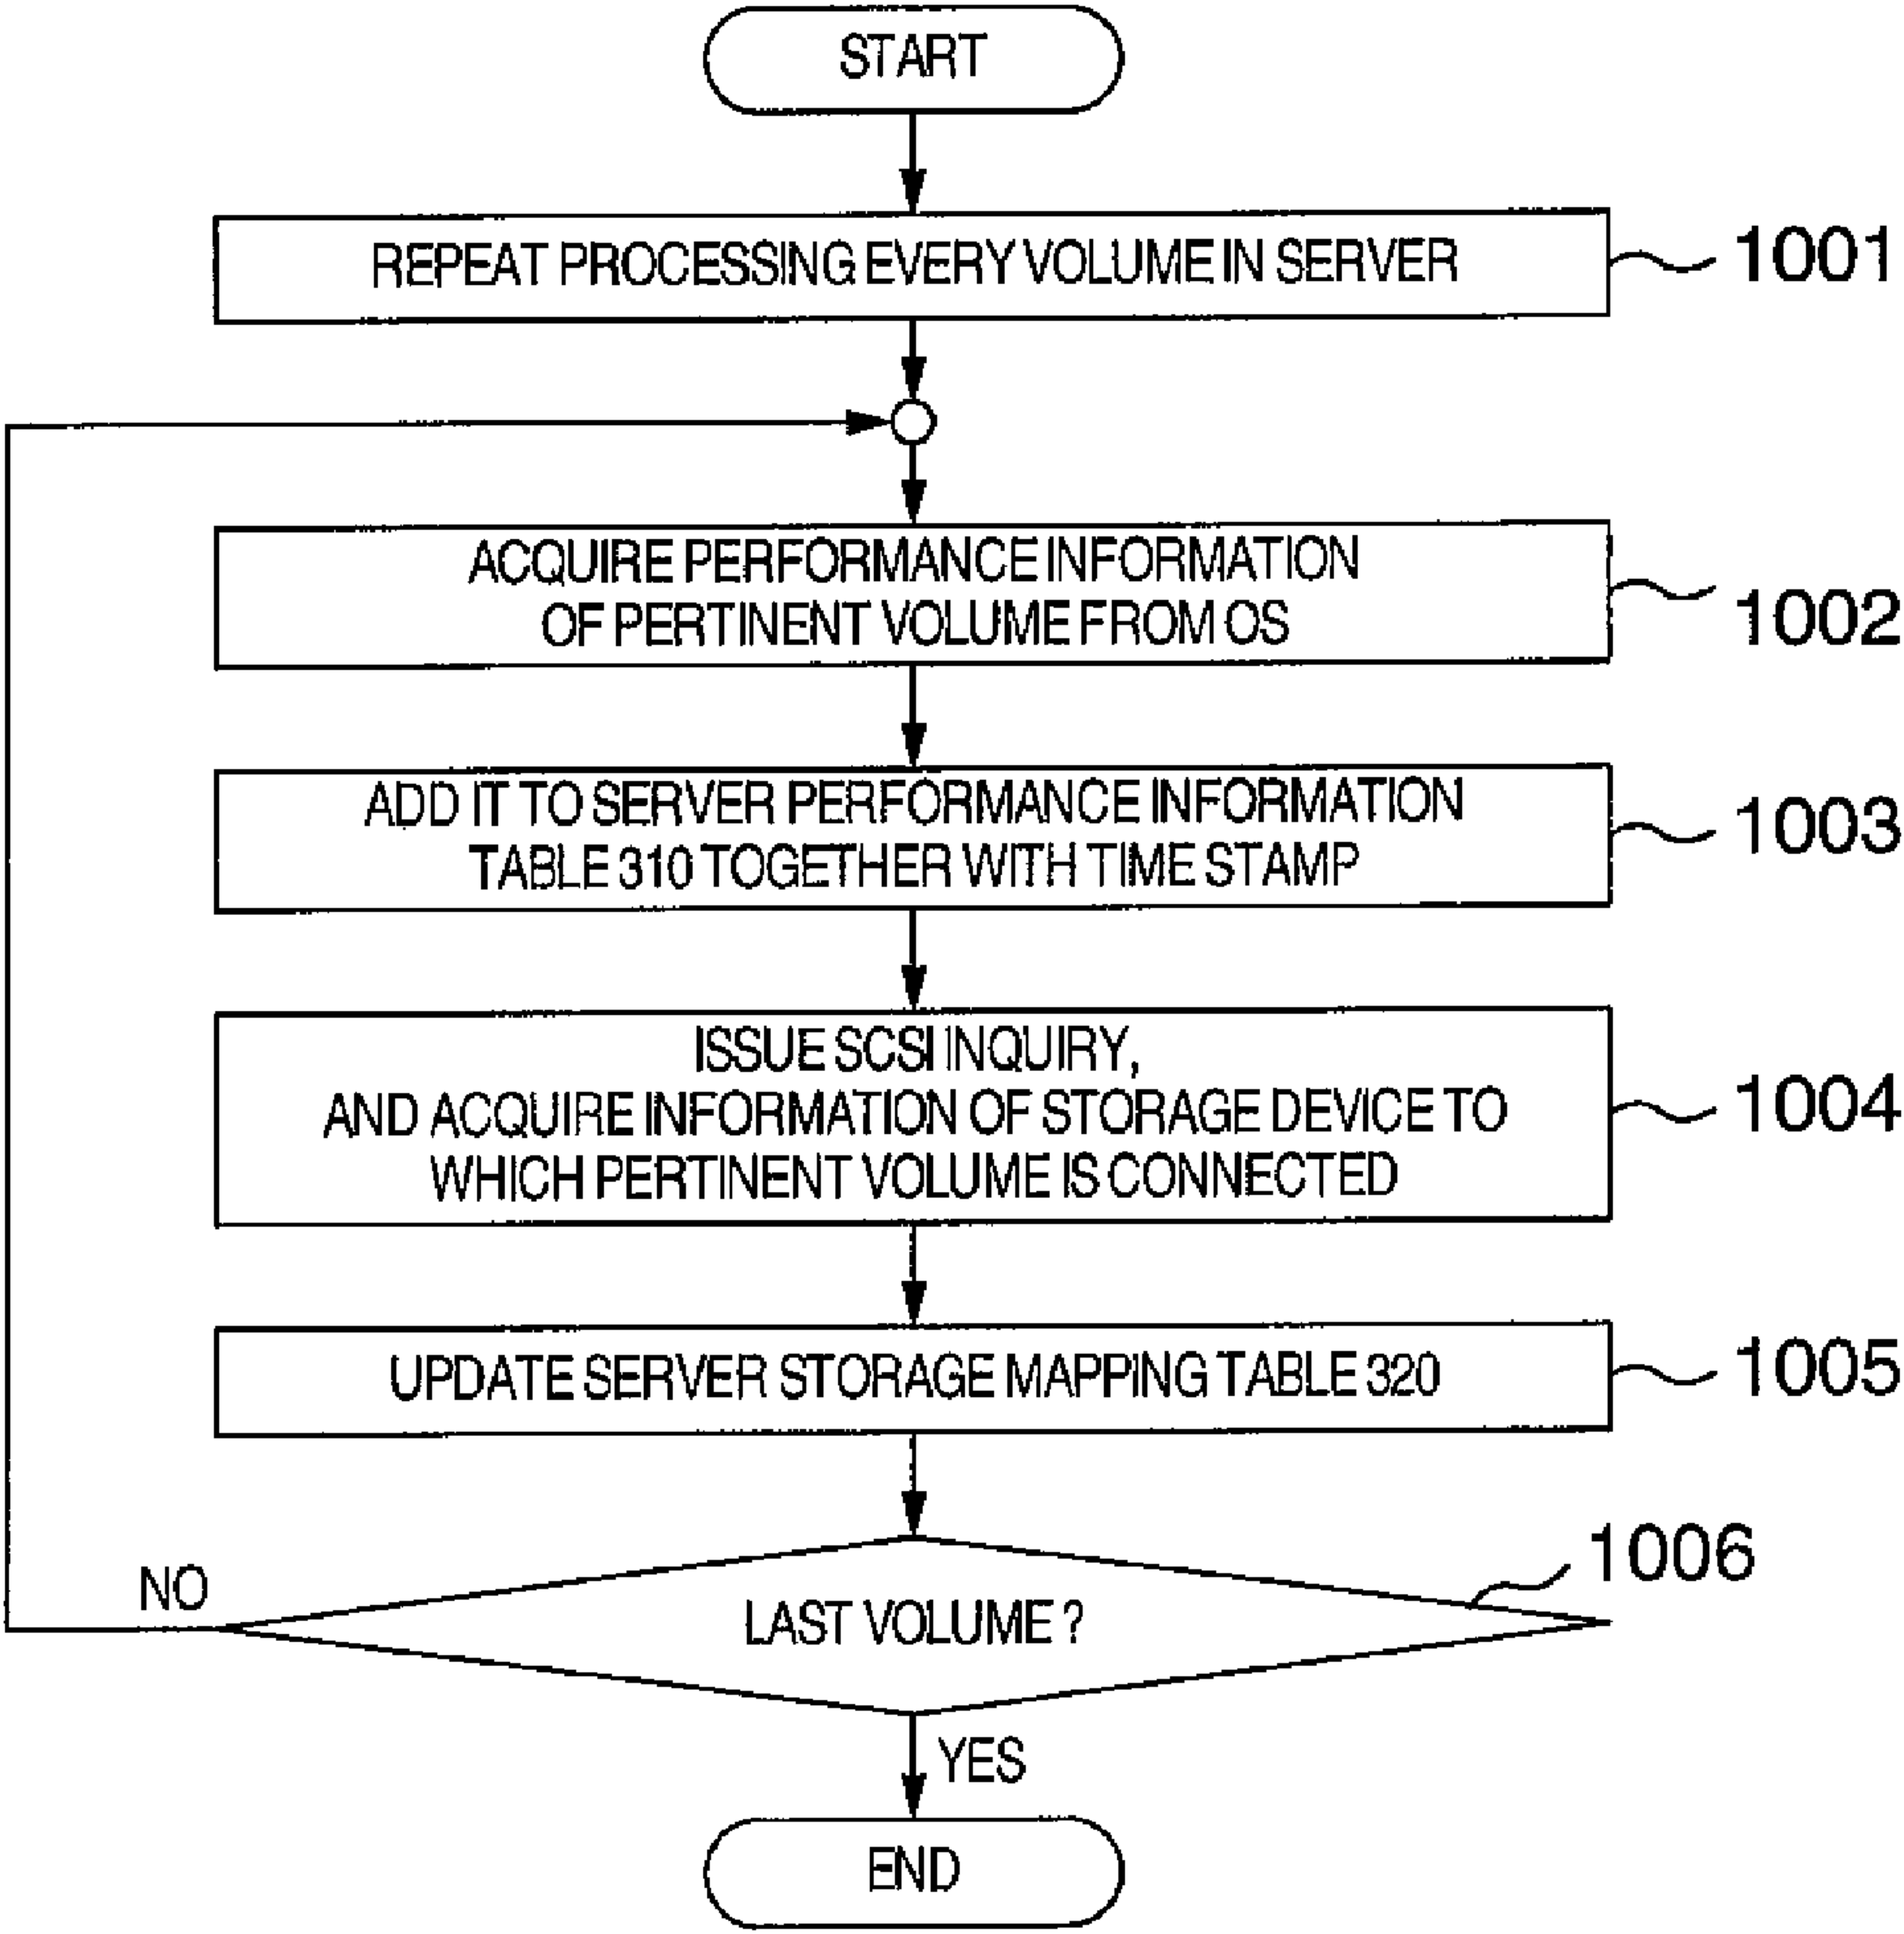 START
REPEAT PROCESSING EVERY VOLUME IN SERVER
1001
ACQUIRE PERFORMANCE INFORMATION
OF PERTINENT VOLUME FROM OS
1002
ADD IT TO SERVER PERFORMANCE INFORMATION
TABLE 310 TOGETHER WITH TIME STAMP
1003
ISSUE SCSI INQUIRY,
AND ACQUIRE INFORMATION OF STORAGE DEVICE TO
WHICH PERTINENT VOLUME IS CONNECTED
1004
UPDATE SERVER STORAGE MAPPING TABLE 320
1005
1006
NO
LAST VOLUME ?
YES
END